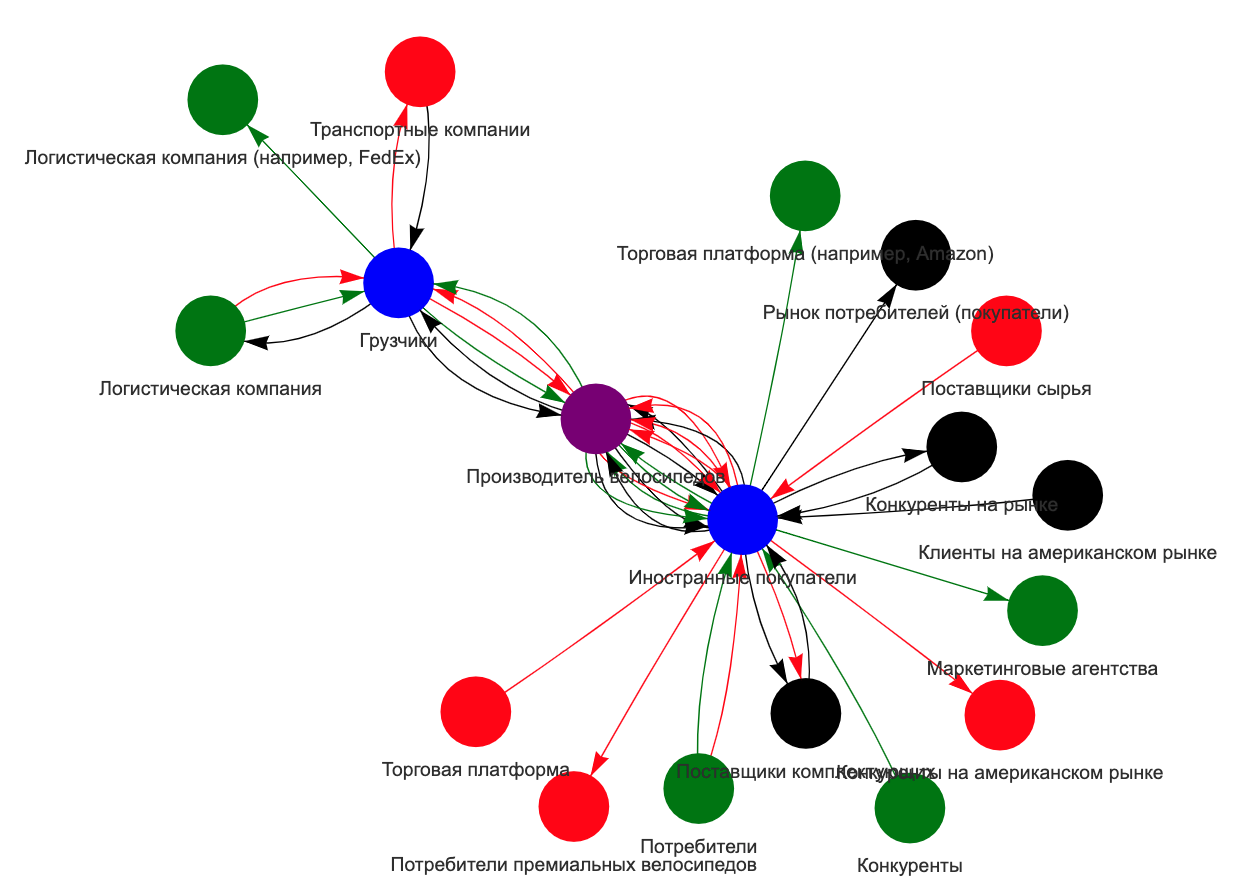 Транспортные компании
Логистическая компания (например, FedEx)
Торговая платформа (например, Amazon)
Рынок потребителей (покупатели)
Грузчики
Логистическая компания
Поставщики сырья
Производитель велосипедов
Конкуренты на рынке
Клиенты на американском рынке
Иностранные покупатели
Маркетинговые агентства
Торговая платформа
Поставщики комплектующих
Конкуренты на американском рынке
Потребители
Потребители премиальных велосипедов
Конкуренты